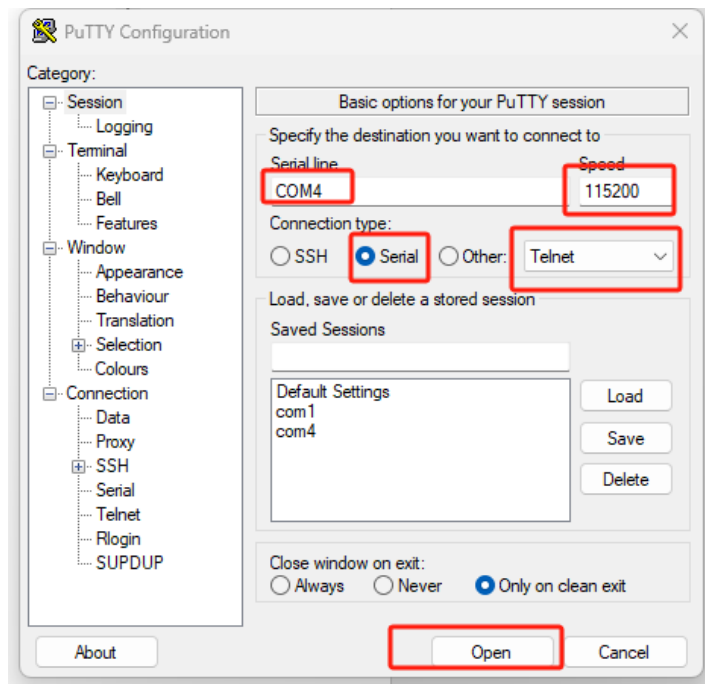 PuTTY Configuration
Category:
Session
Logging
Terminal
Keyboard
Bell
Features
Window
Appearance
Behaviour
Translation
Selection
Colours
Connection
Data
Proxy
SSH
Serial
Telnet
Rlogin
SUPDUP
Basic options for your PuTTY session
Specify the destination you want to connect to
Serial line Speed
COM4 115200
Connection type:
SSH Serial Other: Telnet
Load, save or delete a stored session
Saved Sessions
Default Settings
com1
com4
Load
Save
Delete
Close window on exit:
Always Never Only on clean exit
About Open Cancel